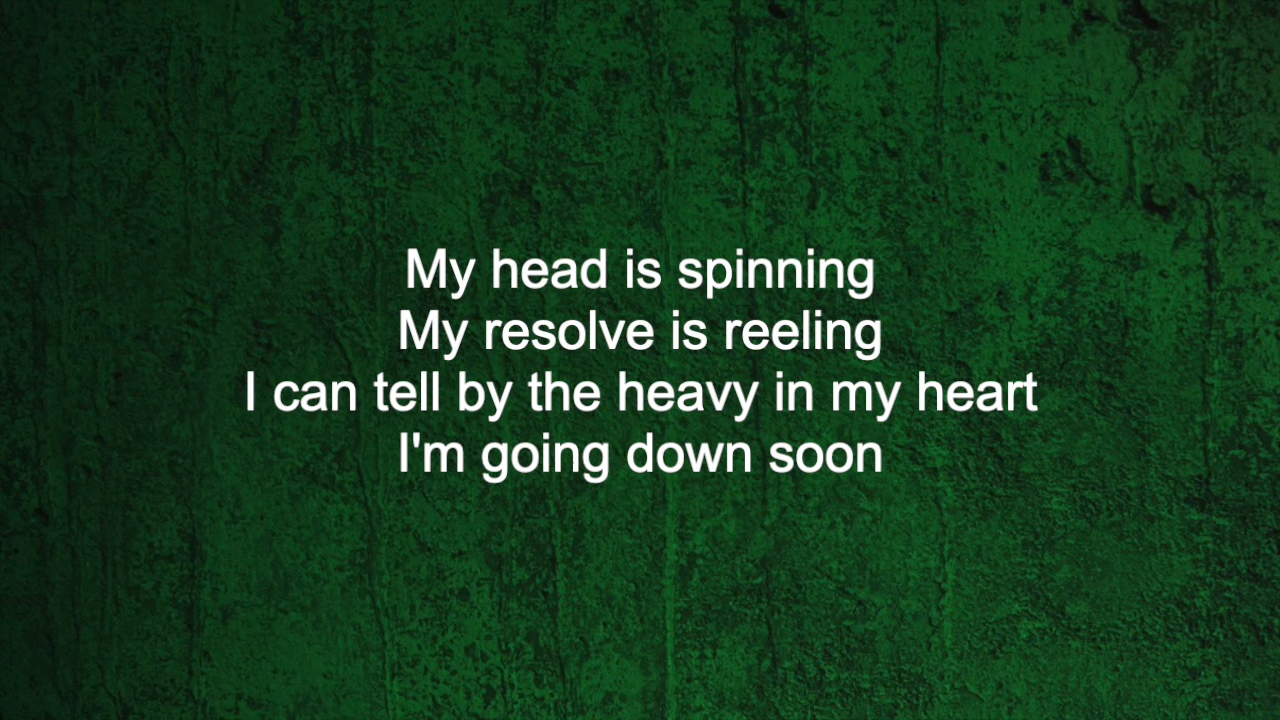 My head is spinning
My resolve is reeling
I can tell by the heavy in my heart
I'm going down soon